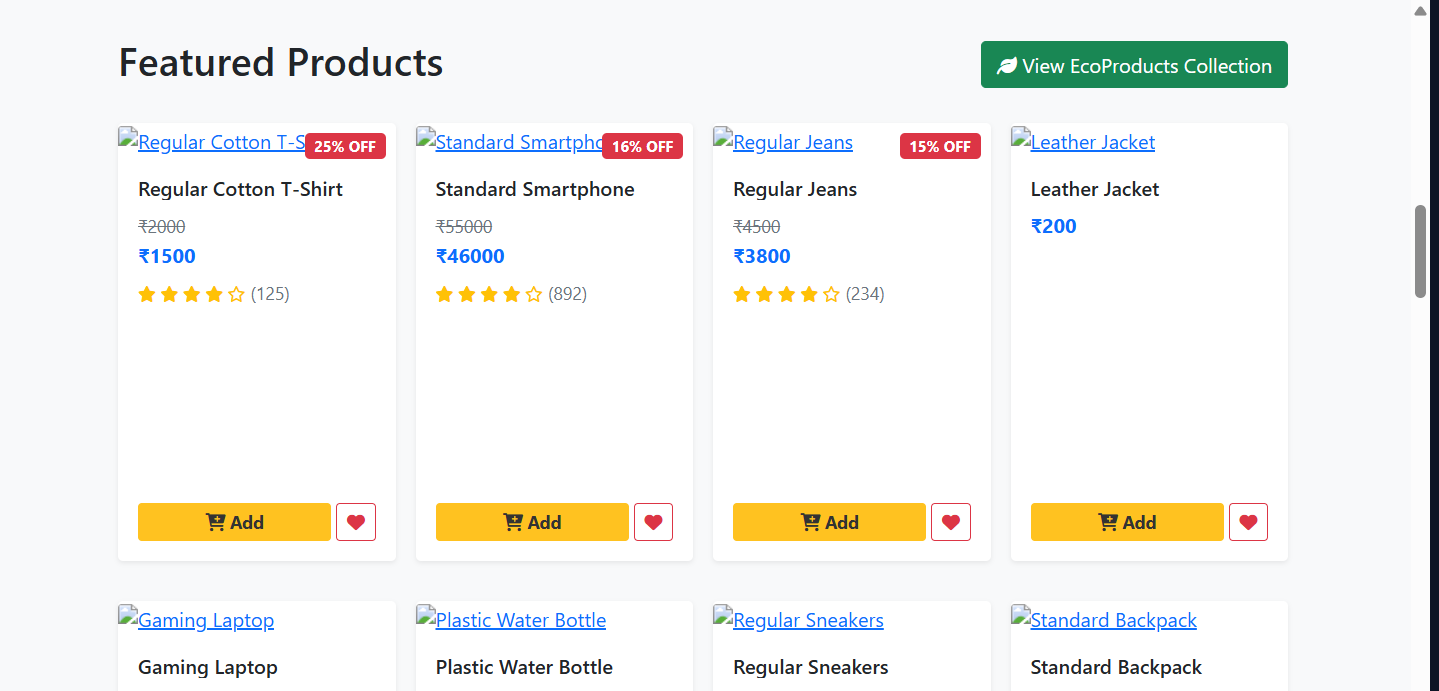 Featured Products
View EcoProducts Collection
Regular Cotton T-S
25% OFF
Standard Smartpho
16% OFF
Regular Jeans
15% OFF
Leather Jacket
Regular Cotton T-Shirt
Standard Smartphone
Regular Jeans
Leather Jacket
₹2000
₹55000
₹4500
₹200
₹1500
₹46000
₹3800
(125)
(892)
(234)
Add
Add
Add
Add
Gaming Laptop
Plastic Water Bottle
Regular Sneakers
Standard Backpack
Gaming Laptop
Plastic Water Bottle
Regular Sneakers
Standard Backpack